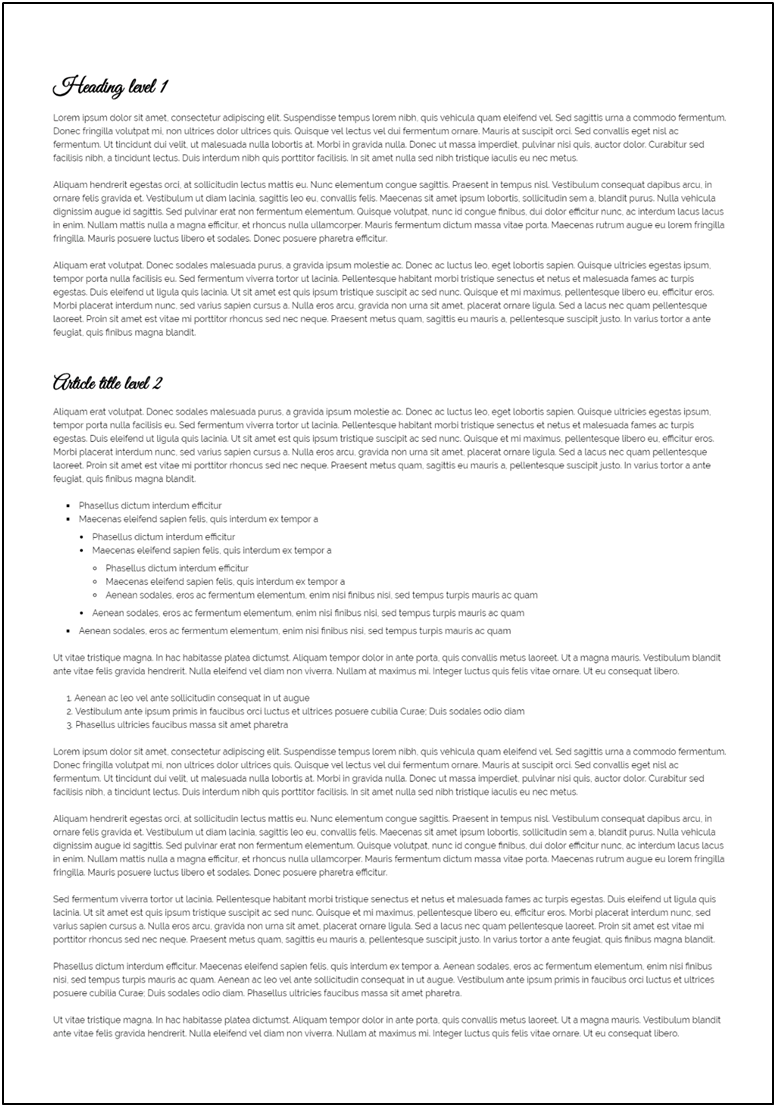 Heading level 1
Lorem ipsum dolor sit amet, consectetur adipiscing elit. Suspendisse tempus lorem nibh, quis vehicula quam eleifend vel. Sed sagittis urna a commodo fermentum.
Donec fringilla volutpat mi, non ultrices dolor ultrices quis. Quisque vel lectus vel dui fermentum ornare. Mauris at suscipit orci. Sed convallis eget nisl ac
fermentum. Ut tincidunt dui velit, ut malesuada nulla lobortis at. Morbi in gravida nulla. Donec ut massa imperdiet, pulvinar nisi quis, auctor dolor. Curabitur sed
facilisis nibh, a tincidunt lectus. Duis interdum nibh quis porttitor facilisis. In sit amet nulla sed nibh tristique iaculis eu nec metus.
Aliquam hendrerit egestas orci, at sollicitudin lectus mattis eu. Nunc elementum congue sagittis. Praesent in tempus nisl. Vestibulum consequat dapibus arcu, in
ornare felis gravida et. Vestibulum ut diam lacinia, sagittis leo eu, convallis felis. Maecenas sit amet ipsum lobortis, sollicitudin sem a, blandit purus. Nulla vehicula
dignissim augue id sagittis. Sed pulvinar erat non fermentum elementum. Quisque volutpat, nunc id congue finibus, dui dolor efficitur nunc, ac interdum lacus lacus
in enim. Nullam mattis nulla a magna efficitur, et rhoncus nulla ullamcorper. Mauris fermentum dictum massa vitae porta. Maecenas rutrum augue eu lorem fringilla
fringilla. Mauris posuere luctus libero et sodales. Donec posuere pharetra efficitur.
Aliquam erat volutpat. Donec sodales malesuada purus, a gravida ipsum molestie ac. Donec ac luctus leo, eget lobortis sapien. Quisque ultricies egestas ipsum,
tempor porta nulla facilisis eu. Sed fermentum viverra tortor ut lacinia. Pellentesque habitant morbi tristique senectus et netus et malesuada fames ac turpis
egestas. Duis eleifend ut ligula quis lacinia. Ut sit amet est quis ipsum tristique suscipit ac sed nunc. Quisque et mi maximus, pellentesque libero eu, efficitur eros.
Morbi placerat interdum nunc, sed varius sapien cursus a. Nulla eros arcu, gravida non urna sit amet, placerat ornare ligula. Sed a lacus nec quam pellentesque
laoreet. Proin sit amet est vitae mi porttitor rhoncus sed nec neque. Praesent metus quam, sagittis eu mauris a, pellentesque suscipit justo. In varius tortor a ante
feugiat, quis finibus magna blandit.
Article title level 2
Aliquam erat volutpat. Donec sodales malesuada purus, a gravida ipsum molestie ac. Donec ac luctus leo, eget lobortis sapien. Quisque ultricies egestas ipsum,
tempor porta nulla facilisis eu. Sed fermentum viverra tortor ut lacinia. Pellentesque habitant morbi tristique senectus et netus et malesuada fames ac turpis
egestas. Duis eleifend ut ligula quis lacinia. Ut sit amet est quis ipsum tristique suscipit ac sed nunc. Quisque et mi maximus, pellentesque libero eu, efficitur eros.
Morbi placerat interdum nunc, sed varius sapien cursus a. Nulla eros arcu, gravida non urna sit amet, placerat ornare ligula. Sed a lacus nec quam pellentesque
laoreet. Proin sit amet est vitae mi porttitor rhoncus sed nec neque. Praesent metus quam, sagittis eu mauris a, pellentesque suscipit justo. In varius tortor a ante
feugiat, quis finibus magna blandit.
▪ Phasellus dictum interdum efficitur
▪ Maecenas eleifend sapien felis, quis interdum ex tempor a
• Phasellus dictum interdum efficitur
• Maecenas eleifend sapien felis, quis interdum ex tempor a
◦ Phasellus dictum interdum efficitur
◦ Maecenas eleifend sapien felis, quis interdum ex tempor a
◦ Aenean sodales, eros ac fermentum elementum, enim nisi finibus nisi, sed tempus turpis mauris ac quam
• Aenean sodales, eros ac fermentum elementum, enim nisi finibus nisi, sed tempus turpis mauris ac quam
▪ Aenean sodales, eros ac fermentum elementum, enim nisi finibus nisi, sed tempus turpis mauris ac quam
Ut vitae tristique magna. In hac habitasse platea dictumst. Aliquam tempor dolor in ante porta, quis convallis metus laoreet. Ut a magna mauris. Vestibulum blandit
ante vitae felis gravida hendrerit. Nulla eleifend vel diam non viverra. Nullam at maximus mi. Integer luctus quis felis vitae ornare. Ut eu consequat libero.
1. Aenean ac leo vel ante sollicitudin consequat in ut augue
2. Vestibulum ante ipsum primis in faucibus orci luctus et ultrices posuere cubilia Curae; Duis sodales odio diam
3. Phasellus ultricies faucibus massa sit amet pharetra
Lorem ipsum dolor sit amet, consectetur adipiscing elit. Suspendisse tempus lorem nibh, quis vehicula quam eleifend vel. Sed sagittis urna a commodo fermentum.
Donec fringilla volutpat mi, non ultrices dolor ultrices quis. Quisque vel lectus vel dui fermentum ornare. Mauris at suscipit orci. Sed convallis eget nisl ac
fermentum. Ut tincidunt dui velit, ut malesuada nulla lobortis at. Morbi in gravida nulla. Donec ut massa imperdiet, pulvinar nisi quis, auctor dolor. Curabitur sed
facilisis nibh, a tincidunt lectus. Duis interdum nibh quis porttitor facilisis. In sit amet nulla sed nibh tristique iaculis eu nec metus.
Aliquam hendrerit egestas orci, at sollicitudin lectus mattis eu. Nunc elementum congue sagittis. Praesent in tempus nisl. Vestibulum consequat dapibus arcu, in
ornare felis gravida et. Vestibulum ut diam lacinia, sagittis leo eu, convallis felis. Maecenas sit amet ipsum lobortis, sollicitudin sem a, blandit purus. Nulla vehicula
dignissim augue id sagittis. Sed pulvinar erat non fermentum elementum. Quisque volutpat, nunc id congue finibus, dui dolor efficitur nunc, ac interdum lacus lacus
in enim. Nullam mattis nulla a magna efficitur, et rhoncus nulla ullamcorper. Mauris fermentum dictum massa vitae porta. Maecenas rutrum augue eu lorem fringilla
fringilla. Mauris posuere luctus libero et sodales. Donec posuere pharetra efficitur.
Sed fermentum viverra tortor ut lacinia. Pellentesque habitant morbi tristique senectus et netus et malesuada fames ac turpis egestas. Duis eleifend ut ligula quis
lacinia. Ut sit amet est quis ipsum tristique suscipit ac sed nunc. Quisque et mi maximus, pellentesque libero eu, efficitur eros. Morbi placerat interdum nunc, sed
varius sapien cursus a. Nulla eros arcu, gravida non urna sit amet, placerat ornare ligula. Sed a lacus nec quam pellentesque laoreet. Proin sit amet est vitae mi
porttitor rhoncus sed nec neque. Praesent metus quam, sagittis eu mauris a, pellentesque suscipit justo. In varius tortor a ante feugiat, quis finibus magna blandit.
Phasellus dictum interdum efficitur. Maecenas eleifend sapien felis, quis interdum ex tempor a. Aenean sodales, eros ac fermentum elementum, enim nisi finibus
nisi, sed tempus turpis mauris ac quam. Aenean ac leo vel ante sollicitudin consequat in ut augue. Vestibulum ante ipsum primis in faucibus orci luctus et ultrices
posuere cubilia Curae; Duis sodales odio diam. Phasellus ultricies faucibus massa sit amet pharetra.
Ut vitae tristique magna. In hac habitasse platea dictumst. Aliquam tempor dolor in ante porta, quis convallis metus laoreet. Ut a magna mauris. Vestibulum blandit
ante vitae felis gravida hendrerit. Nulla eleifend vel diam non viverra. Nullam at maximus mi. Integer luctus quis felis vitae ornare. Ut eu consequat libero.